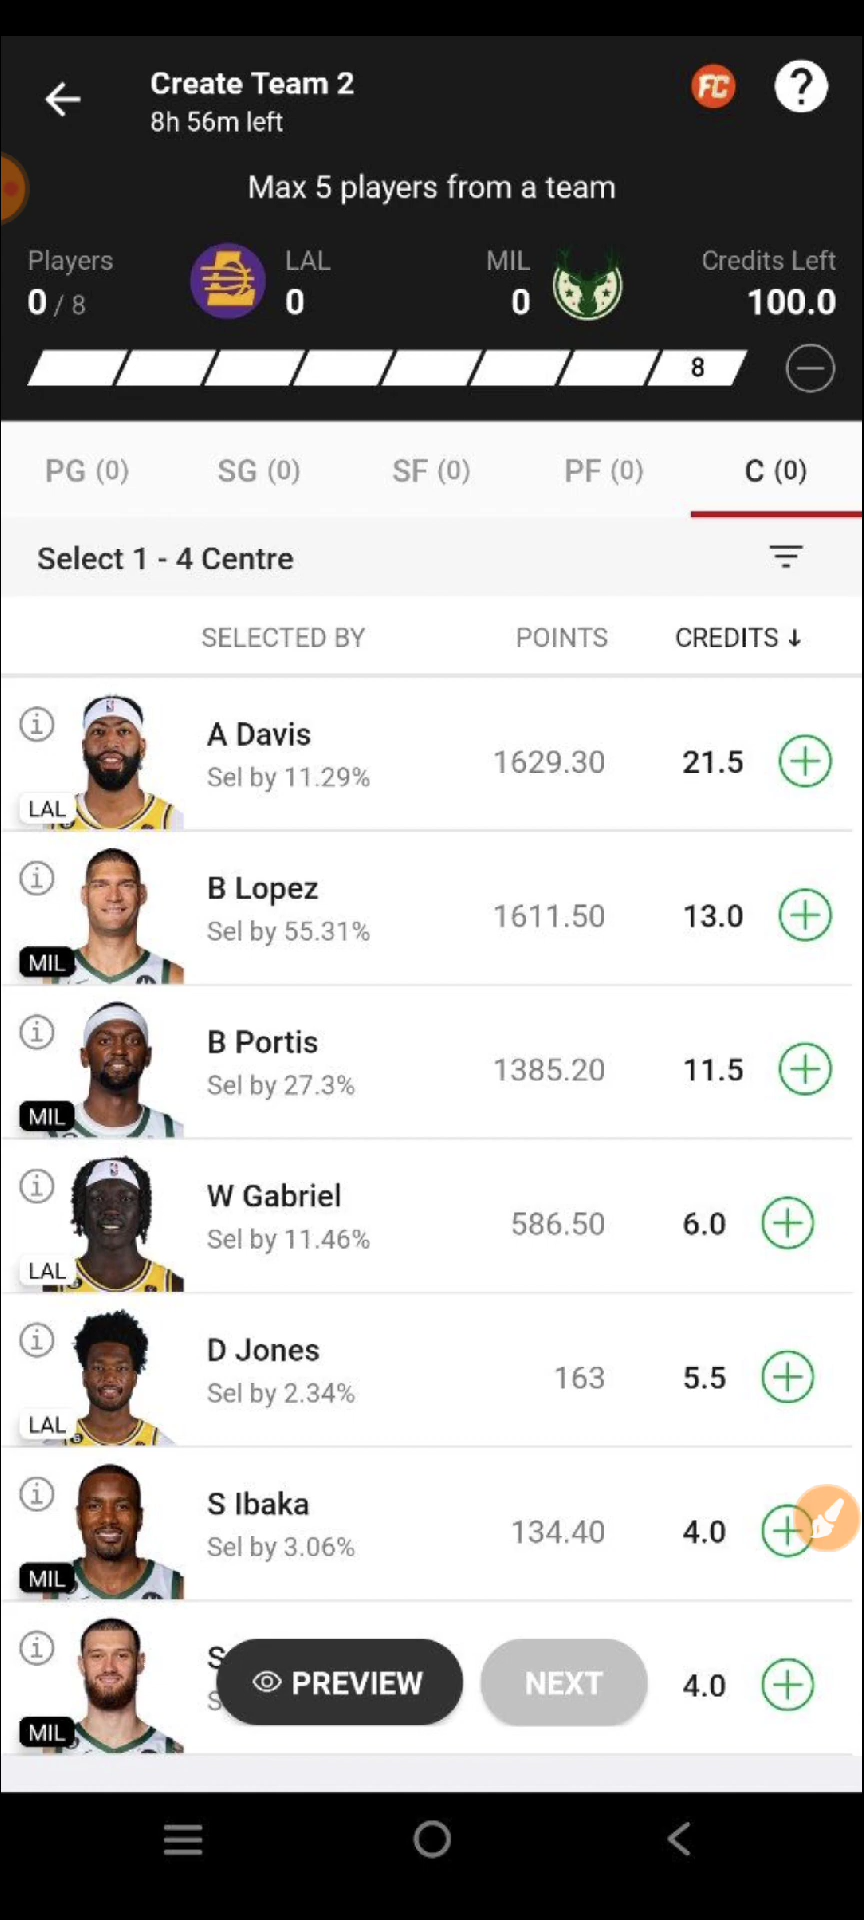 Create Team 2
8h 56m left
FC
?
Max 5 players from a team
Players
0 / 8
LAL
0
MIL
0
Credits Left
100.0
8
PG (0) SG (0) SF (0) PF (0) C (0)
Select 1 - 4 Centre
SELECTED BY POINTS CREDITS ↓
A Davis
Sel by 11.29%
1629.30 21.5
LAL
B Lopez
Sel by 55.31%
1611.50 13.0
MIL
B Portis
Sel by 27.3%
1385.20 11.5
MIL
W Gabriel
Sel by 11.46%
586.50 6.0
LAL
D Jones
Sel by 2.34%
163 5.5
LAL
S Ibaka
Sel by 3.06%
134.40 4.0
MIL
PREVIEW NEXT 4.0
MIL